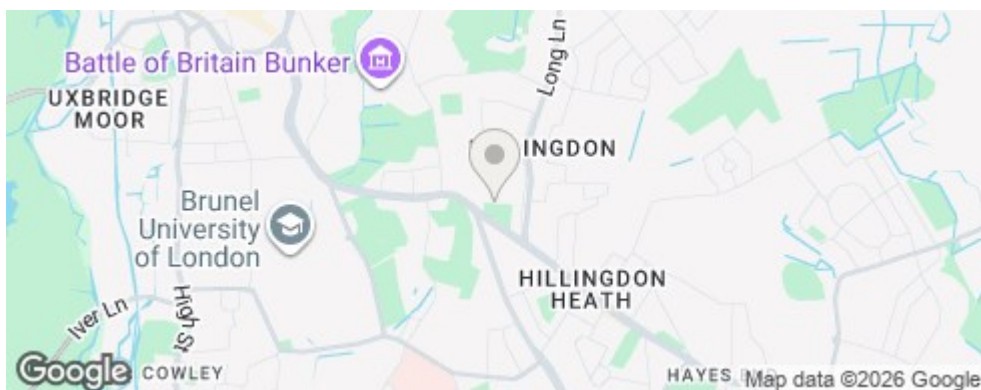 Battle of Britain Bunker
Long Ln
UXBRIDGE
MOOR
INGDON
Brunel
University
of London
HILLINGDON
HEATH
Iver Ln
High St
Google
COWLEY
HAYES
Map data ©2026 Google